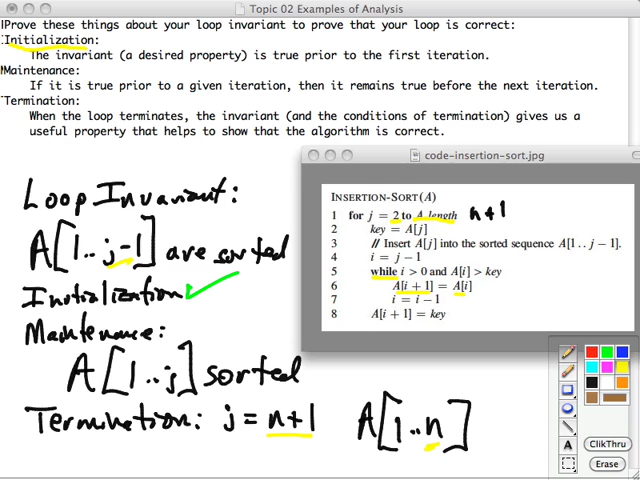 Topic 02 Examples of Analysis
Prove these things about your loop invariant to prove that your loop is correct:
Initialization:
The invariant (a desired property) is true prior to the first iteration.
Maintenance:
If it is true prior to a given iteration, then it remains true before the next iteration.
Termination:
When the loop terminates, the invariant (and the conditions of termination) gives us a
useful property that helps to show that the algorithm is correct.
code-insertion-sort.jpg
INSERTION-SORT(A)
1 for j = 2 to A.length n+1
2 key = A[j]
3 // Insert A[j] into the sorted sequence A[1 . . j − 1].
4 i = j − 1
5 while i > 0 and A[i] > key
6 A[i + 1] = A[i]
7 i = i − 1
8 A[i + 1] = key
Loop Invariant:
A[1..j-1] are sorted
Initialization
Maintenance:
A[1..j] sorted
Termination: j = n+1 A[1..n]
A
ClikThru
Erase